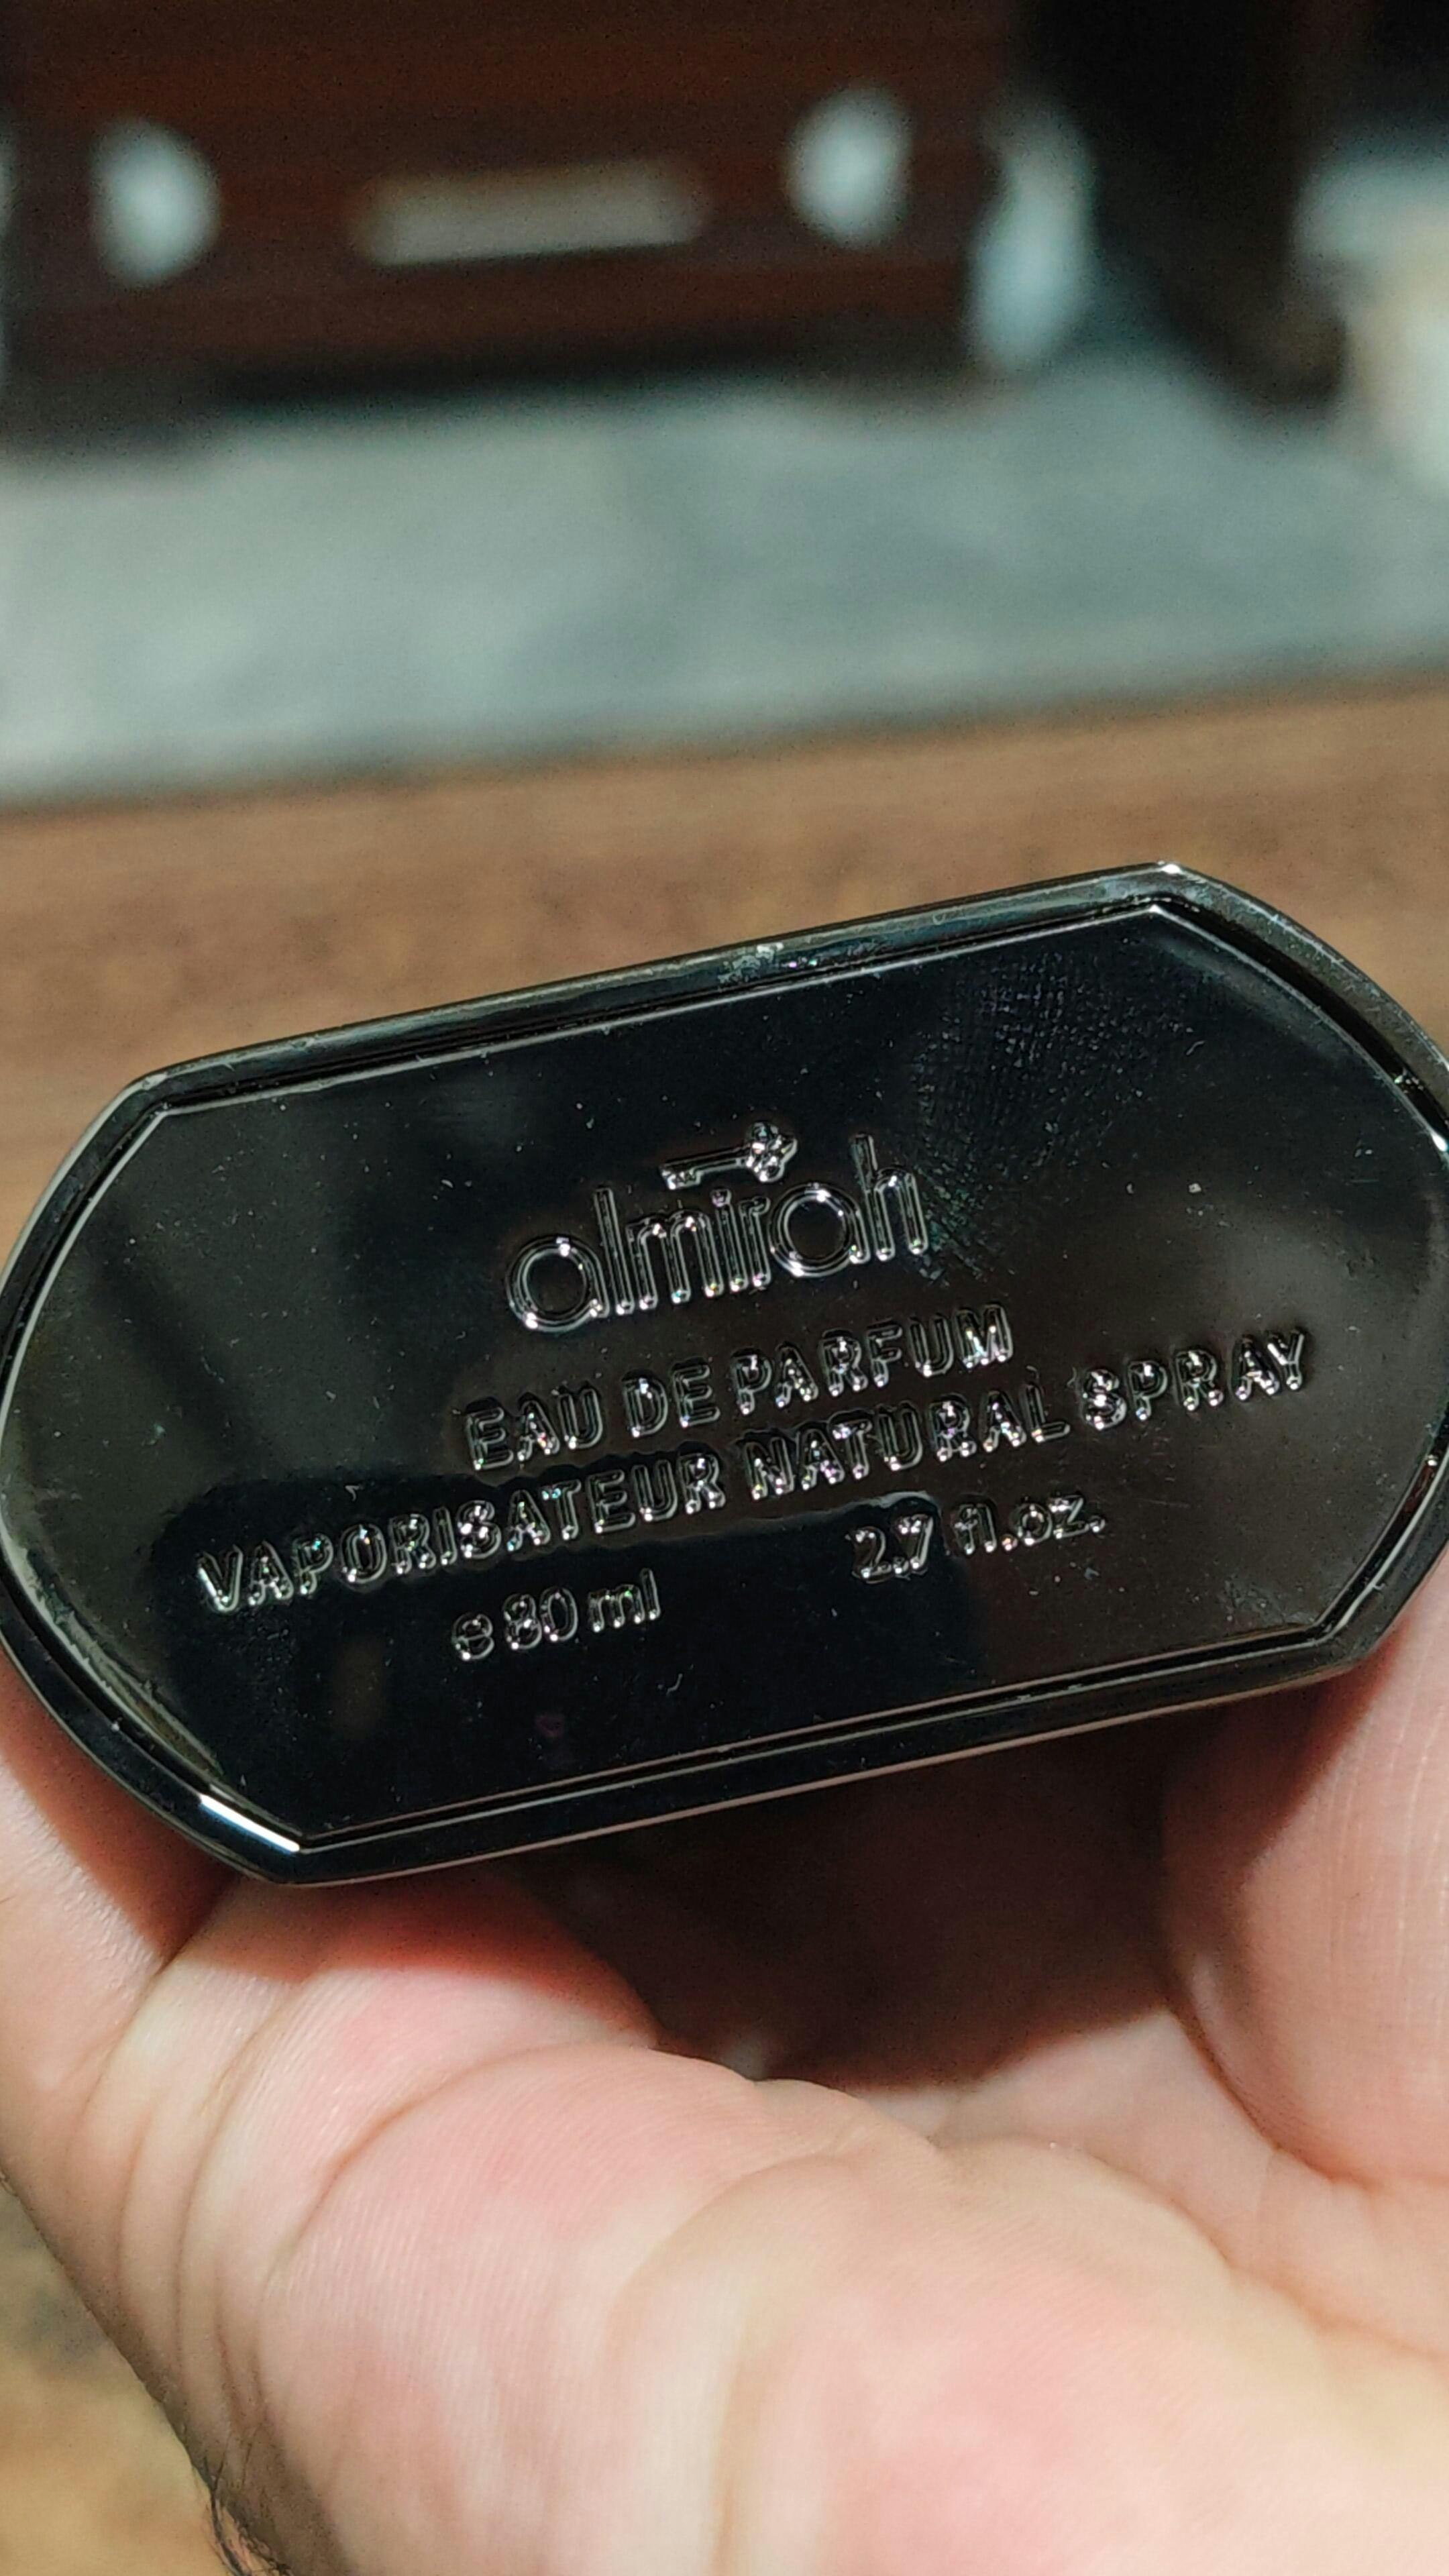 almirah
EAU DE PARFUM
VAPORISATEUR NATURAL SPRAY
e 80 ml 2.7 fl.oz.